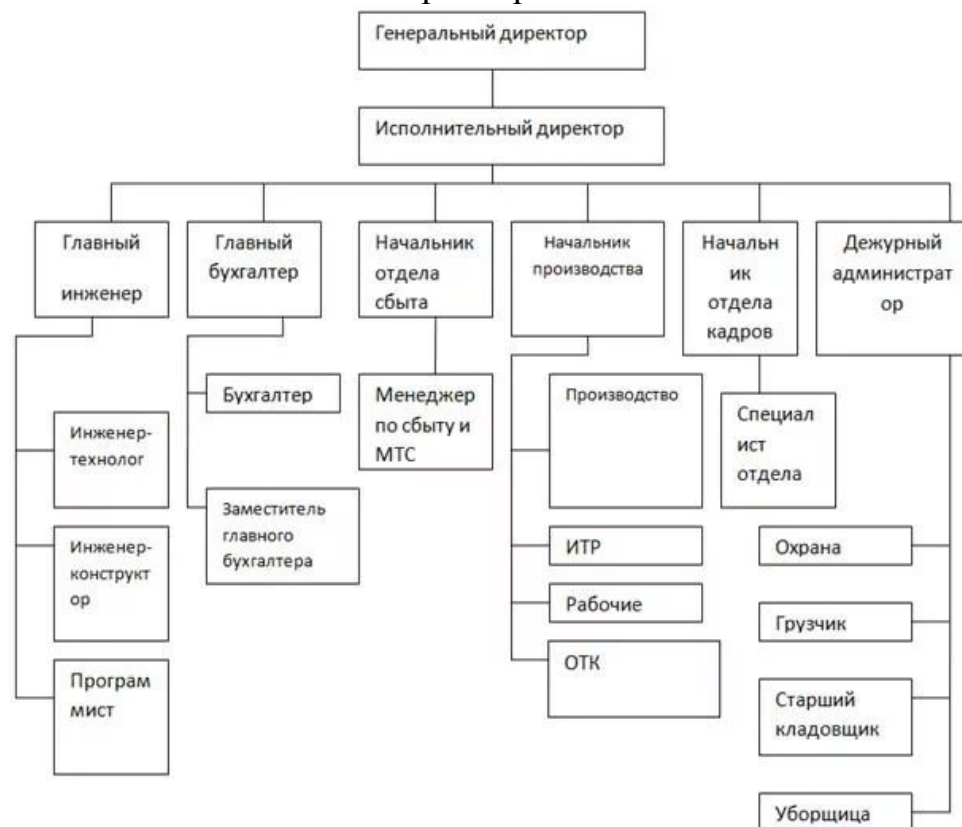 Генеральный директор
Исполнительный директор
Главный
инженер
Главный
бухгалтер
Начальник
отдела
сбыта
Начальник
производства
Начальн
ик
отдела
кадров
Дежурный
администрат
ор
Инженер-
технолог
Инженер-
конструкт
ор
Програм
мист
Бухгалтер
Заместитель
главного
бухгалтера
Менеджер
по сбыту и
МТС
Производство
ИТР
Рабочие
ОТК
Специал
ист
отдела
Охрана
Грузчик
Старший
кладовщик
Уборщица